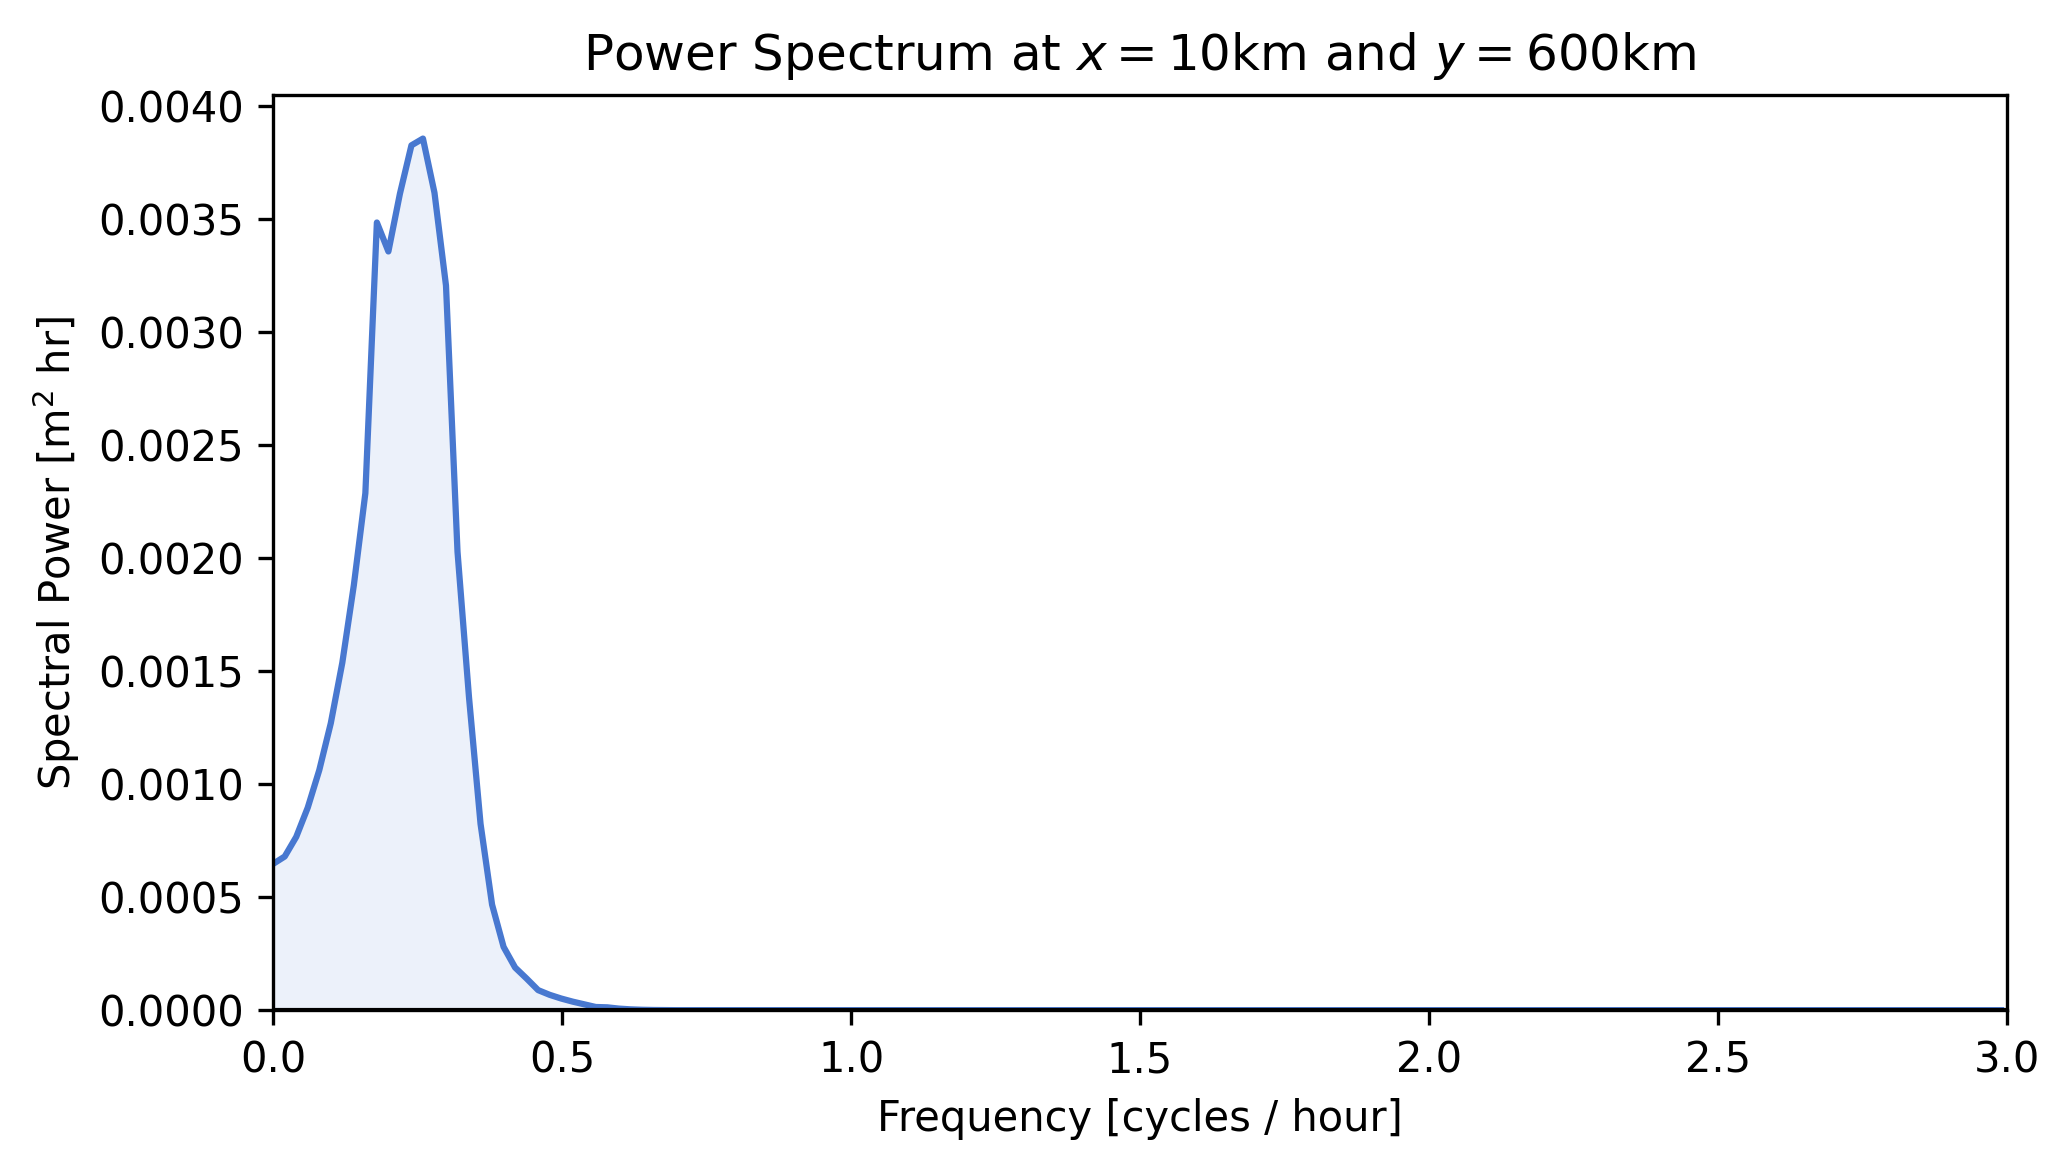 Power Spectrum at x = 10km and y = 600km
Spectral Power [m² hr]
0.0040
0.0035
0.0030
0.0025
0.0020
0.0015
0.0010
0.0005
0.0000
0.0 0.5 1.0 1.5 2.0 2.5 3.0
Frequency [cycles / hour]